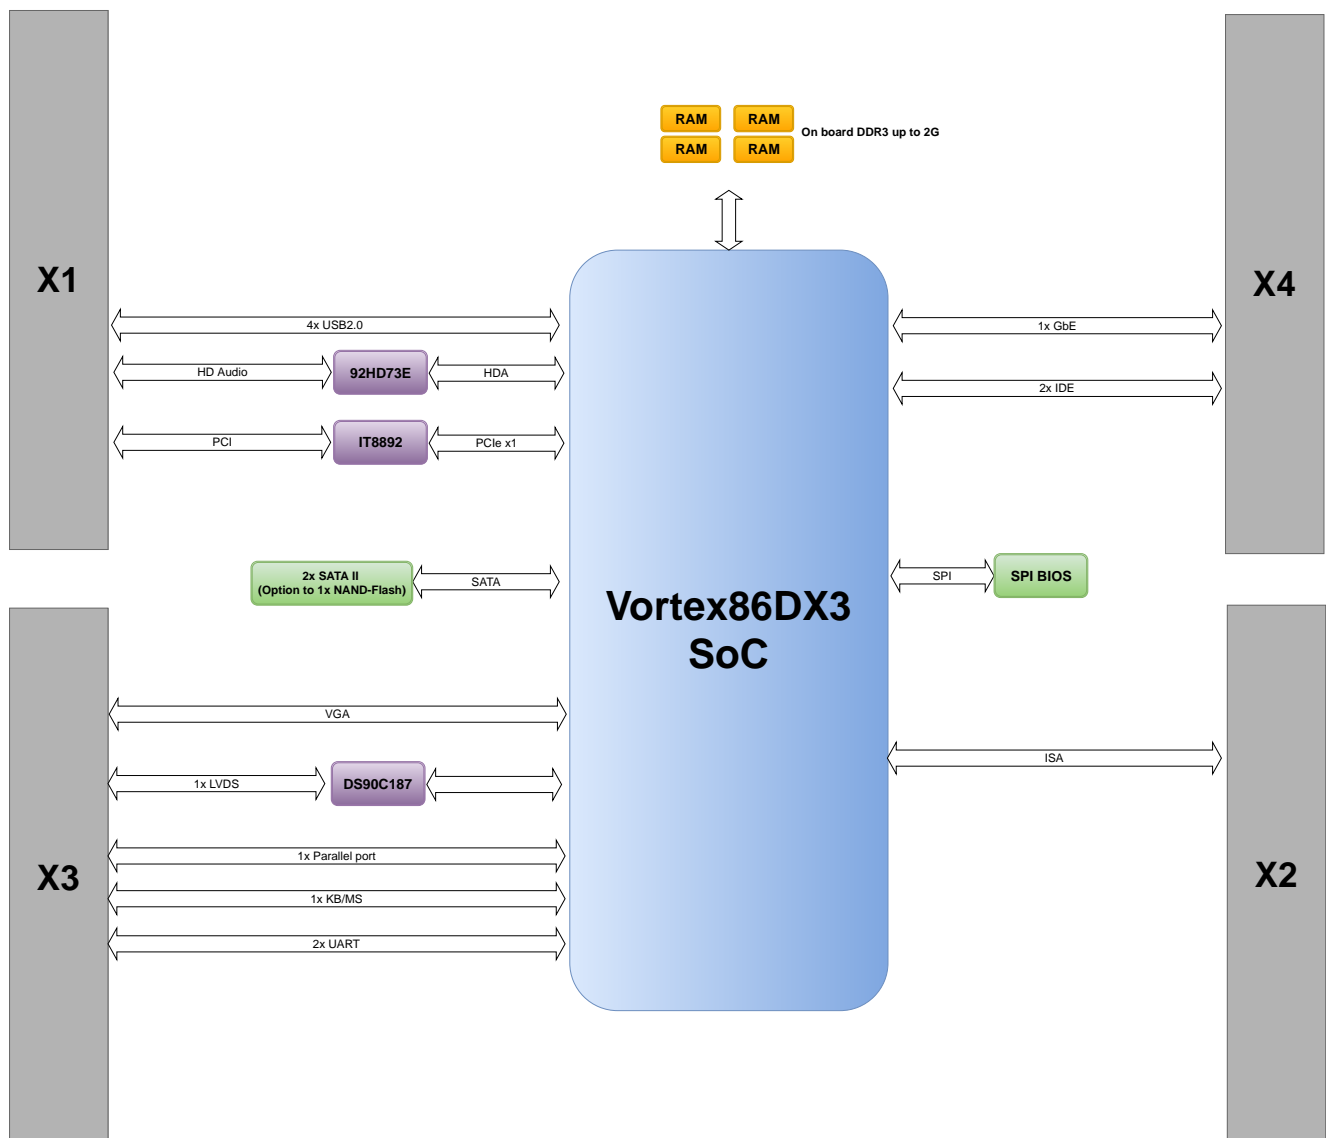 RAM RAM
On board DDR3 up to 2G
RAM RAM
X1
X4
4x USB2.0
1x GbE
HD Audio
92HD73E
HDA
2x IDE
PCI
IT8892
PCIe x1
2x SATA II
(Option to 1x NAND-Flash)
SATA
SPI
SPI BIOS
Vortex86DX3
SoC
VGA
ISA
1x LVDS
DS90C187
1x Parallel port
X3
X2
1x KB/MS
2x UART